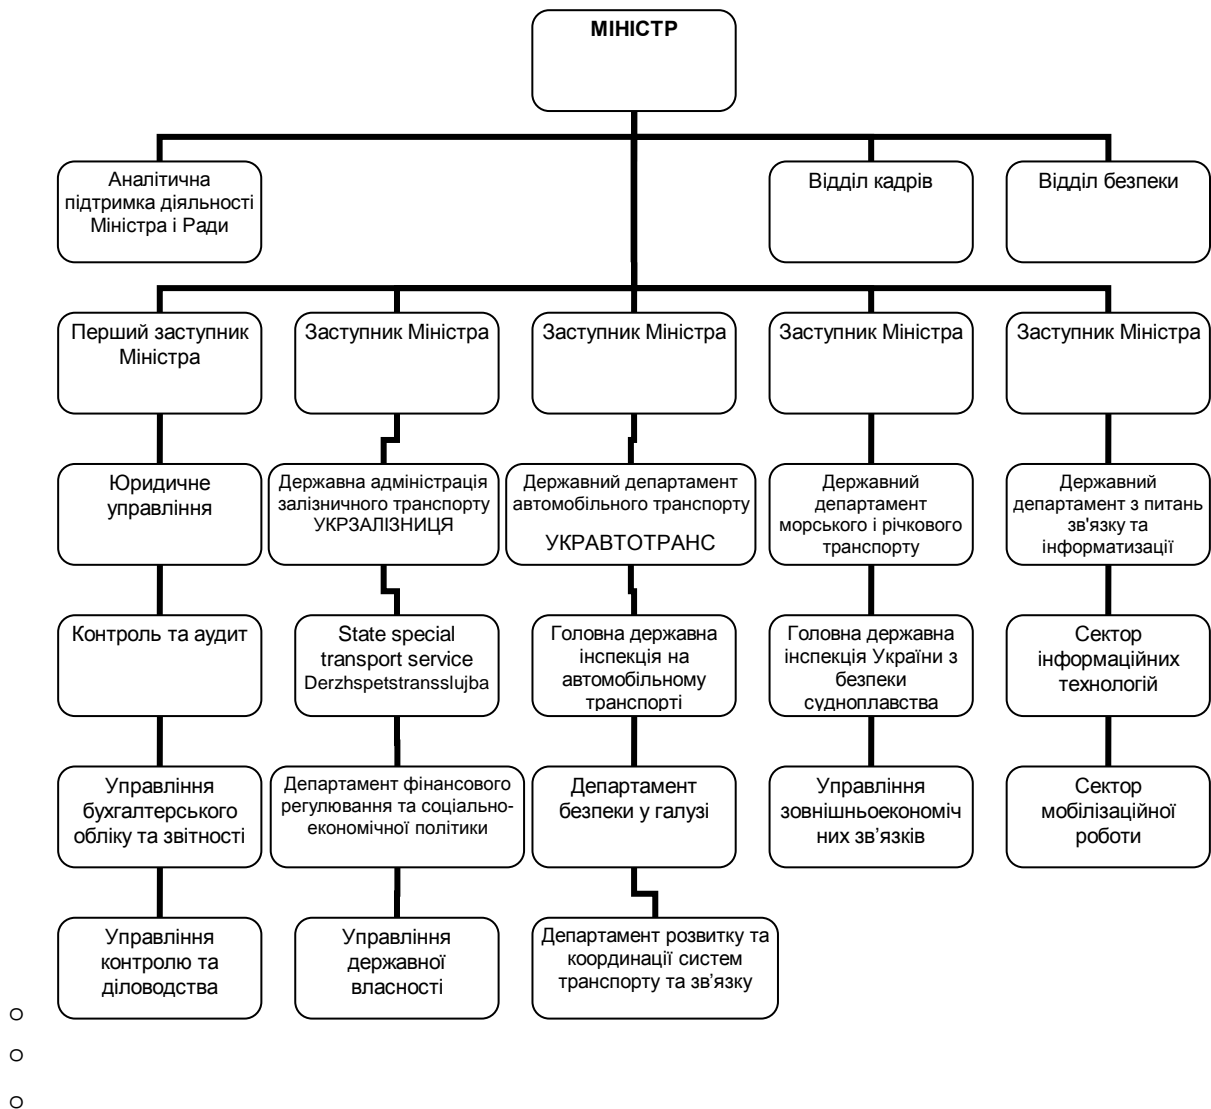 МІНІСТР
Аналітична
підтримка діяльності
Міністра і Ради
Відділ кадрів
Відділ безпеки
Перший заступник
Міністра
Заступник Міністра
Заступник Міністра
Заступник Міністра
Заступник Міністра
Юридичне
управління
Державна адміністрація
залізничного транспорту
УКРЗАЛІЗНИЦЯ
Державний департамент
автомобільного транспорту
УКРАВТОТРАНС
Державний
департамент
морського і річкового
транспорту
Державний
департамент з питань
зв'язку та
інформатизації
Контроль та аудит
State special
transport service
Derzhspetstransslujba
Головна державна
інспекція на
автомобільному
транспорті
Головна державна
інспекція України з
безпеки
судноплавства
Сектор
інформаційних
технологій
Управління
бухгалтерського
обліку та звітності
Департамент фінансового
регулювання та соціально-
економічної політики
Департамент
безпеки у галузі
Управління
зовнішньоекономіч
них зв’язків
Сектор
мобілізаційної
роботи
Управління
контролю та
діловодства
Управління
державної
власності
Департамент розвитку та
координації систем
транспорту та зв’язку